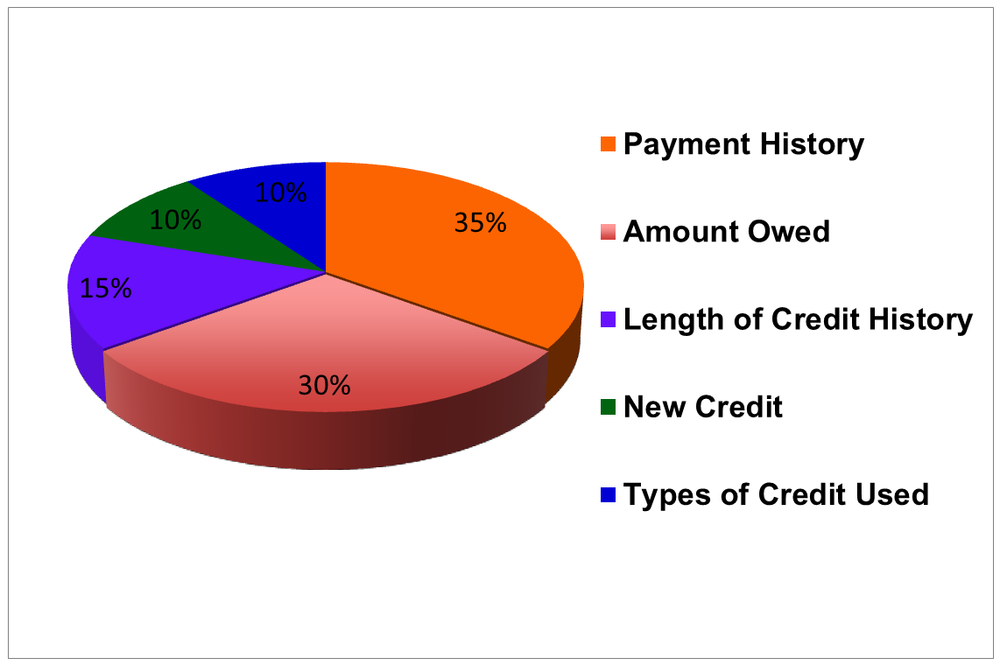 10%
35%
10%
15%
30%
Payment History
Amount Owed
Length of Credit History
New Credit
Types of Credit Used